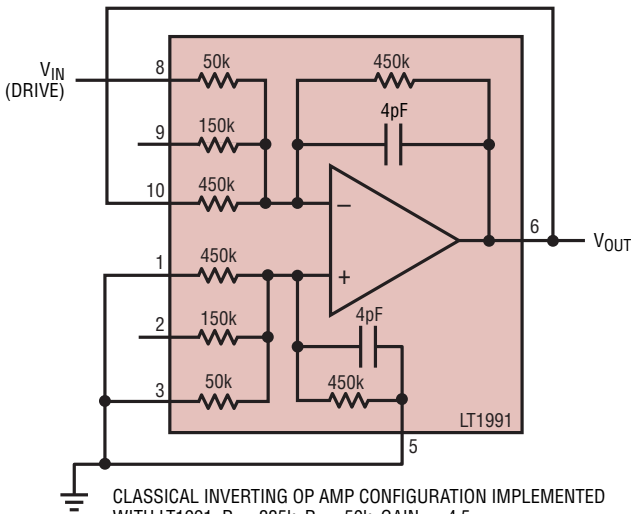 50k
450k
V_IN
8
(DRIVE)
4pF
150k
9
450k
10
–
6
V_OUT
1
450k
+
150k
4pF
2
50k
450k
3
LT1991
5
CLASSICAL INVERTING OP AMP CONFIGURATION IMPLEMENTED